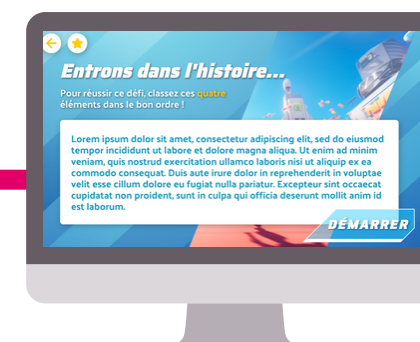 Entrons dans l'histoire...
Pour réussir ce défi, classez ces quatre
éléments dans le bon ordre !
Lorem ipsum dolor sit amet, consectetur adipiscing elit, sed do eiusmod
tempor incididunt ut labore et dolore magna aliqua. Ut enim ad minim
veniam, quis nostrud exercitation ullamco laboris nisi ut aliquip ex ea
commodo consequat. Duis aute irure dolor in reprehenderit in voluptae
velit esse cillum dolore eu fugiat nulla pariatur. Excepteur sint occaecat
cupidatat non proident, sunt in culpa qui officia deserunt mollit anim id
est laborum.
DÉMARRER